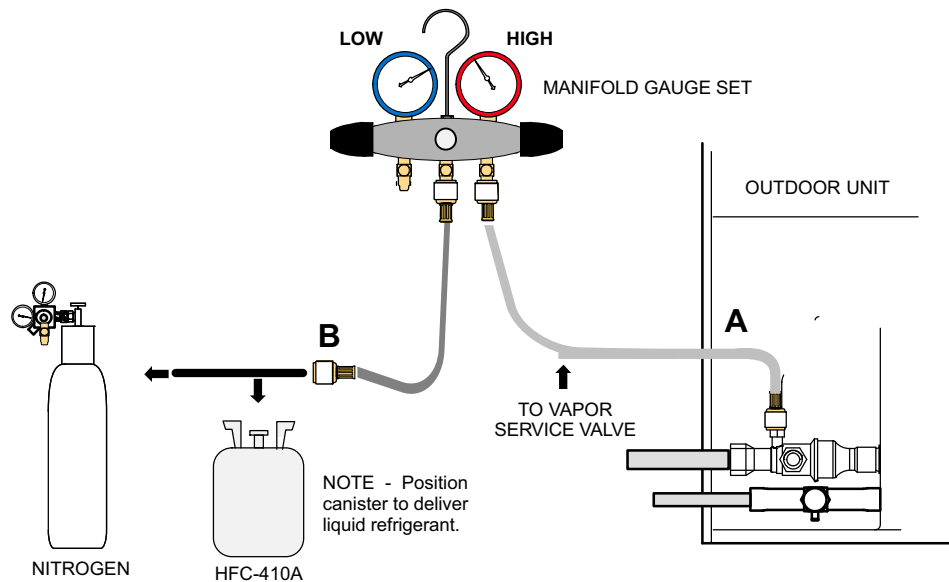 LOW
HIGH
MANIFOLD GAUGE SET
OUTDOOR UNIT
B
A
TO VAPOR
SERVICE VALVE
NOTE - Position
canister to deliver
liquid refrigerant.
NITROGEN
HFC-410A